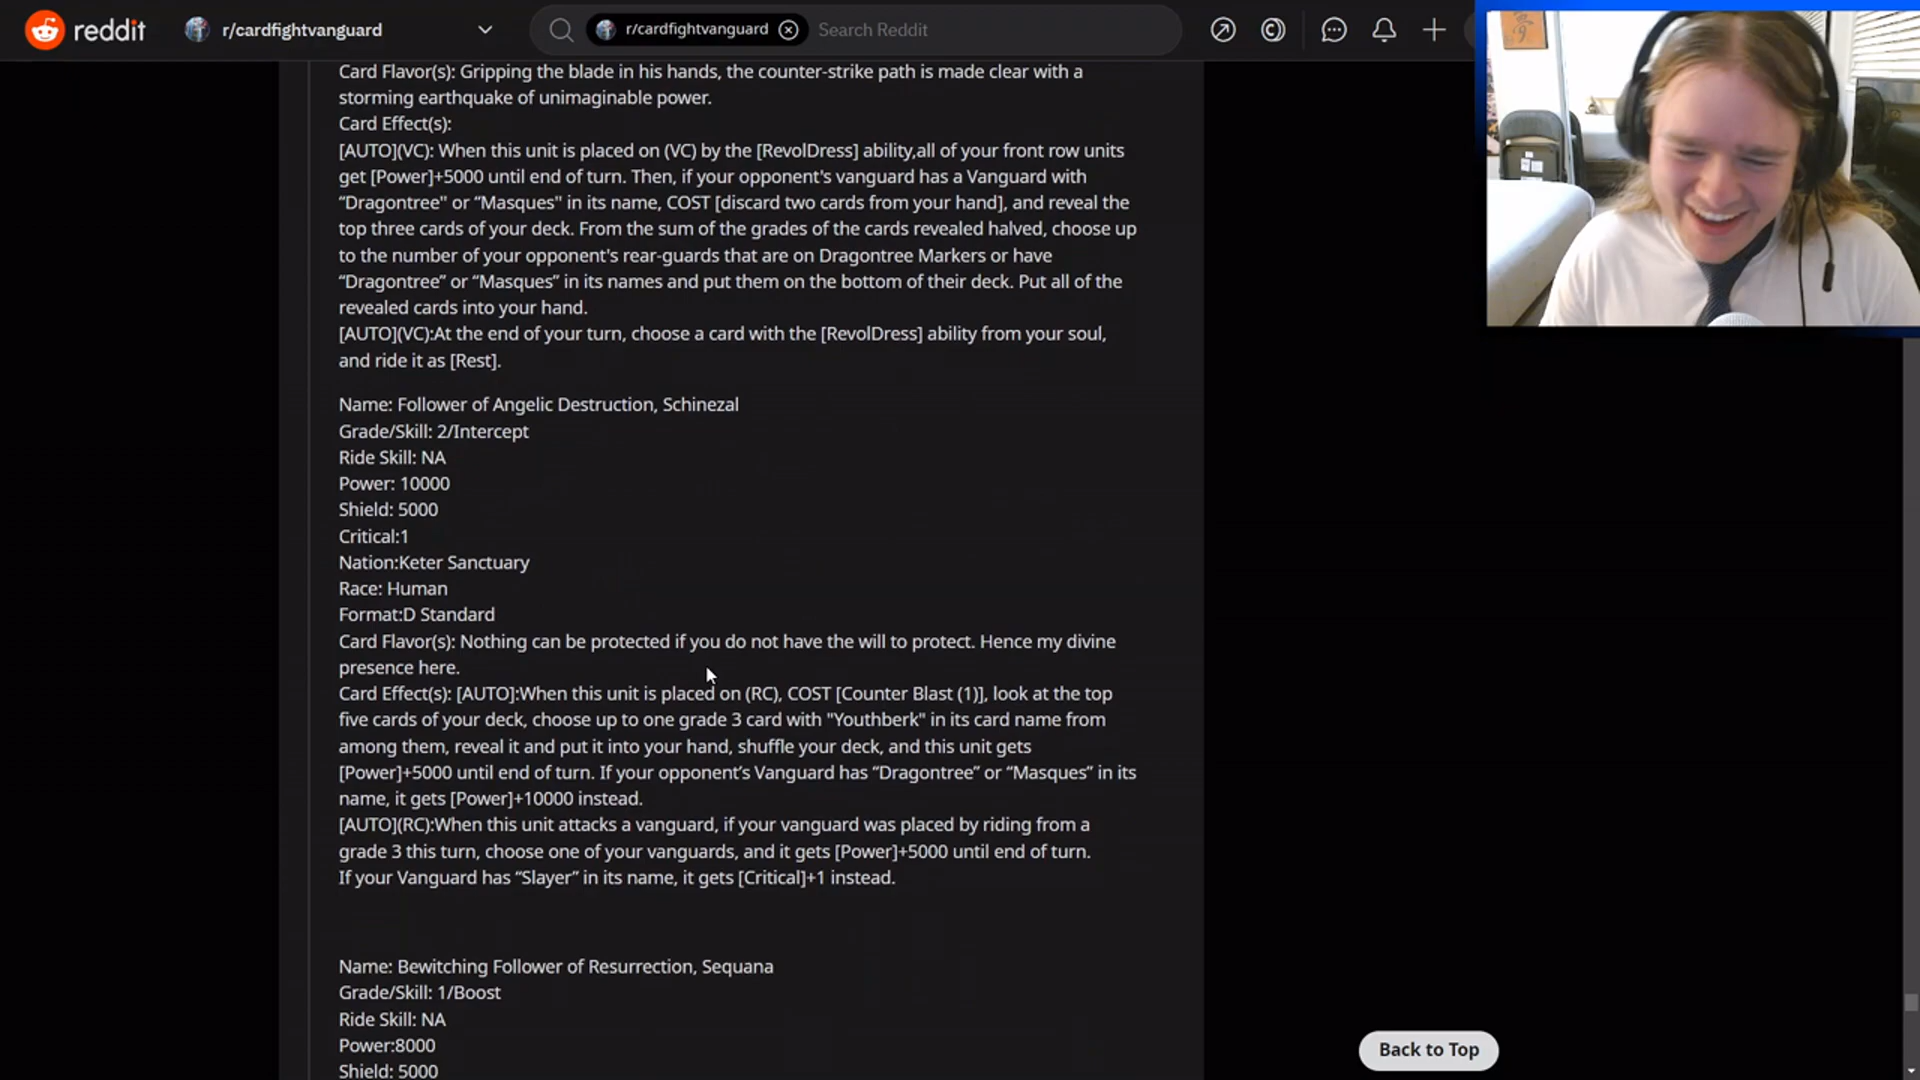 reddit r/cardfightvanguard r/cardfightvanguard Search Reddit
Card Flavor(s): Gripping the blade in his hands, the counter-strike path is made clear with a
storming earthquake of unimaginable power.
Card Effect(s):
[AUTO](VC): When this unit is placed on (VC) by the [RevolDress] ability,all of your front row units
get [Power]+5000 until end of turn. Then, if your opponent's vanguard has a Vanguard with
“Dragontree" or “Masques" in its name, COST [discard two cards from your hand], and reveal the
top three cards of your deck. From the sum of the grades of the cards revealed halved, choose up
to the number of your opponent's rear-guards that are on Dragontree Markers or have
“Dragontree” or “Masques” in its names and put them on the bottom of their deck. Put all of the
revealed cards into your hand.
[AUTO](VC):At the end of your turn, choose a card with the [RevolDress] ability from your soul,
and ride it as [Rest].
Name: Follower of Angelic Destruction, Schinezal
Grade/Skill: 2/Intercept
Ride Skill: NA
Power: 10000
Shield: 5000
Critical:1
Nation:Keter Sanctuary
Race: Human
Format:D Standard
Card Flavor(s): Nothing can be protected if you do not have the will to protect. Hence my divine
presence here.
Card Effect(s): [AUTO]:When this unit is placed on (RC), COST [Counter Blast (1)], look at the top
five cards of your deck, choose up to one grade 3 card with "Youthberk" in its card name from
among them, reveal it and put it into your hand, shuffle your deck, and this unit gets
[Power]+5000 until end of turn. If your opponent’s Vanguard has “Dragontree” or “Masques” in its
name, it gets [Power]+10000 instead.
[AUTO](RC):When this unit attacks a vanguard, if your vanguard was placed by riding from a
grade 3 this turn, choose one of your vanguards, and it gets [Power]+5000 until end of turn.
If your Vanguard has “Slayer” in its name, it gets [Critical]+1 instead.
Name: Bewitching Follower of Resurrection, Sequana
Grade/Skill: 1/Boost
Ride Skill: NA
Power:8000
Shield: 5000
Back to Top
夢